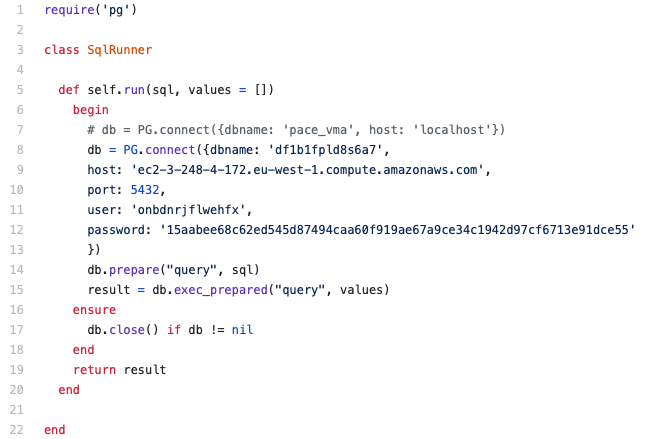 1 require('pg')
2
3 class SqlRunner
4
5 def self.run(sql, values = [])
6 begin
7 # db = PG.connect({dbname: 'pace_vma', host: 'localhost'})
8 db = PG.connect({dbname: 'df1b1fpld8s6a7',
9 host: 'ec2-3-248-4-172.eu-west-1.compute.amazonaws.com',
10 port: 5432,
11 user: 'onbdnrjflwehfx',
12 password: '15aabee68c62ed545d87494caa60f919ae67a9ce34c1942d97cf6713e91dce55'
13 })
14 db.prepare("query", sql)
15 result = db.exec_prepared("query", values)
16 ensure
17 db.close() if db != nil
18 end
19 return result
20 end
21
22 end